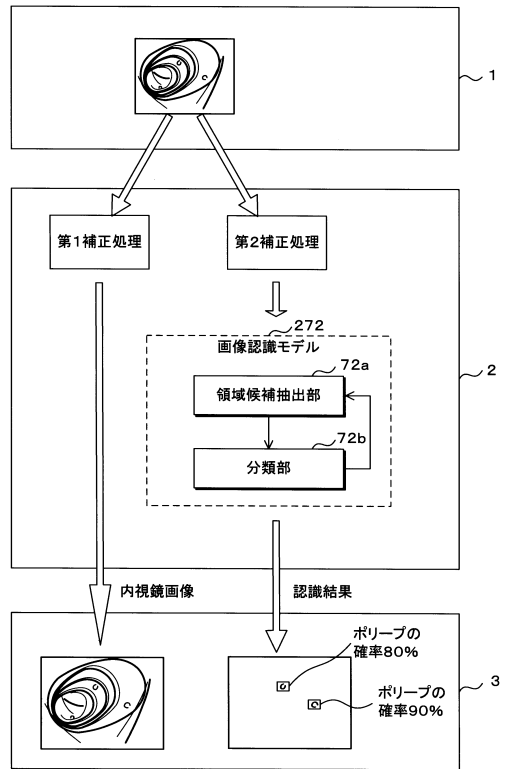 1
第1補正処理
第2補正処理
272
画像認識モデル
72a
領域候補抽出部
2
72b
分類部
内視鏡画像
認識結果
ポリープの
確率80%
3
ポリープの
確率90%